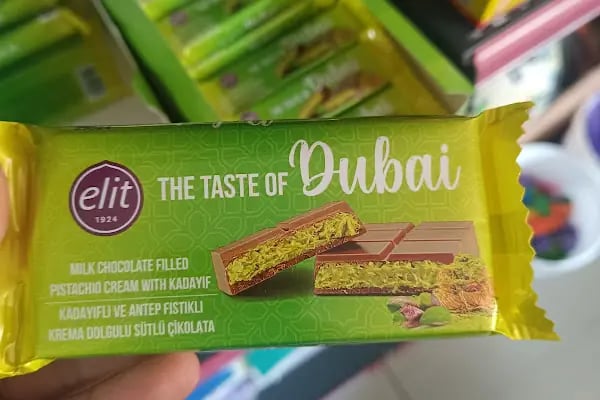 elit
1924
THE TASTE OF Dubai
MILK CHOCOLATE FILLED
PISTACHIO CREAM WITH KADAYIF
KADAYIFLI VE ANTEP FISTIKLI
KREMA DOLGULU SÜTLÜ ÇİKOLATA